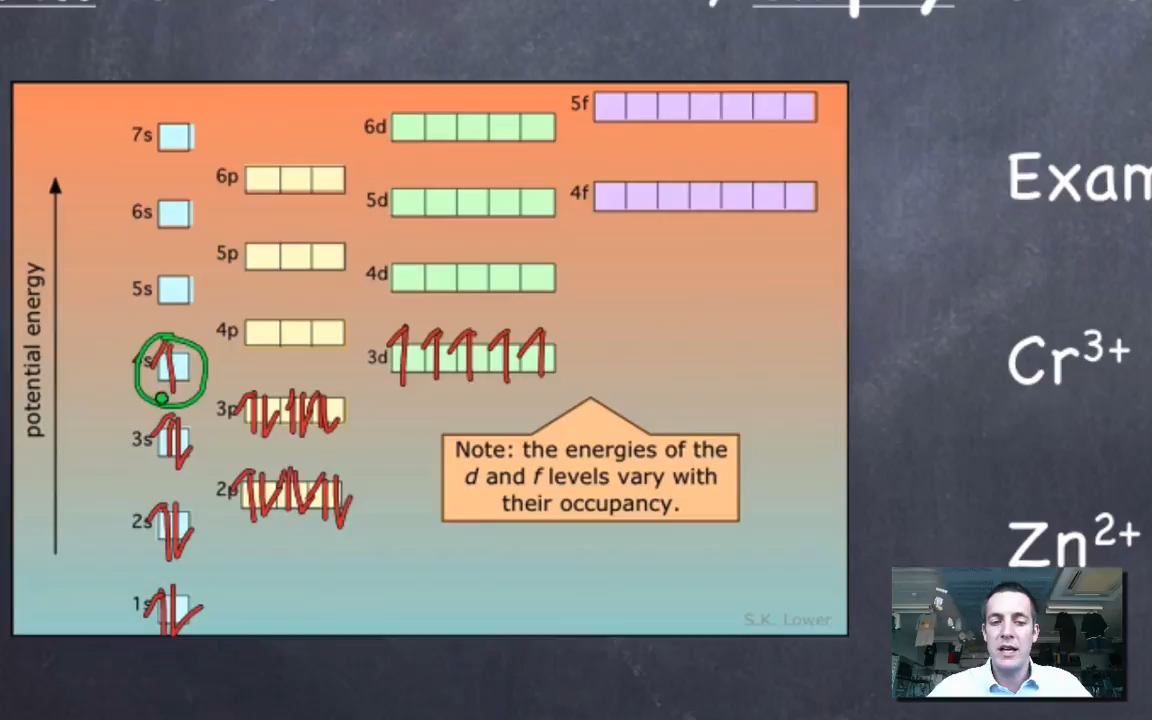 5f
6d
7s
6p
4f
5d
6s
5p
4d
5s
4p
3d
3p
3s
2p
2s
1s
potential energy
Note: the energies of the
d and f levels vary with
their occupancy.
S.K. Lower
Exam
Cr³⁺
Zn²⁺